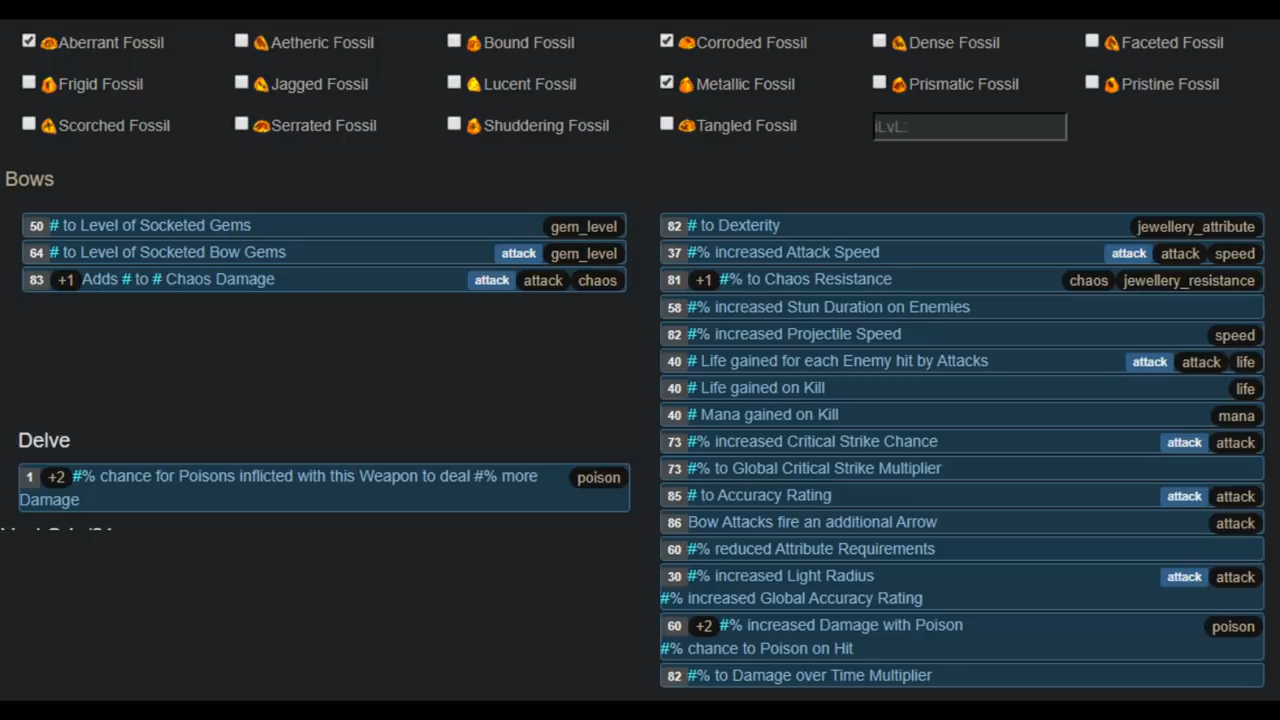 Aberrant Fossil Aetheric Fossil Bound Fossil Corroded Fossil Dense Fossil Faceted Fossil
Frigid Fossil Jagged Fossil Lucent Fossil Metallic Fossil Prismatic Fossil Pristine Fossil
Scorched Fossil Serrated Fossil Shuddering Fossil Tangled Fossil iLvL:
Bows
50 # to Level of Socketed Gems gem_level
64 # to Level of Socketed Bow Gems attack gem_level
83 +1 Adds # to # Chaos Damage attack attack chaos
Delve
1 +2 #% chance for Poisons inflicted with this Weapon to deal #% more poison
Damage
82 # to Dexterity jewellery_attribute
37 #% increased Attack Speed attack attack speed
81 +1 #% to Chaos Resistance chaos jewellery_resistance
58 #% increased Stun Duration on Enemies
82 #% increased Projectile Speed speed
40 # Life gained for each Enemy hit by Attacks attack attack life
40 # Life gained on Kill life
40 # Mana gained on Kill mana
73 #% increased Critical Strike Chance attack attack
73 #% to Global Critical Strike Multiplier
85 # to Accuracy Rating attack attack
86 Bow Attacks fire an additional Arrow attack
60 #% reduced Attribute Requirements
30 #% increased Light Radius attack attack
#% increased Global Accuracy Rating
60 +2 #% increased Damage with Poison poison
#% chance to Poison on Hit
82 #% to Damage over Time Multiplier